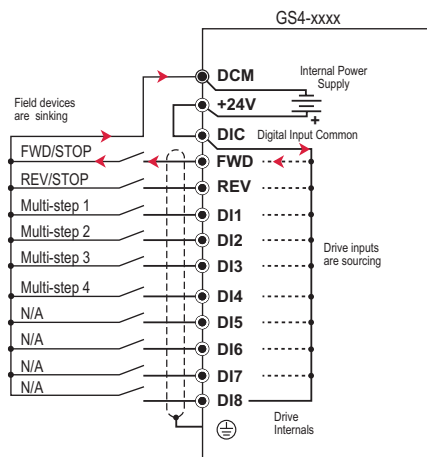 GS4-xxxx
DCM
Internal Power
Supply
+24V
+
Field devices
are sinking
DIC
Digital Input Common
FWD/STOP
FWD
REV/STOP
REV
Multi-step 1
DI1
Multi-step 2
DI2
Multi-step 3
DI3
Drive inputs
are sourcing
Multi-step 4
DI4
N/A
DI5
N/A
DI6
N/A
DI7
N/A
DI8
Drive
Internals